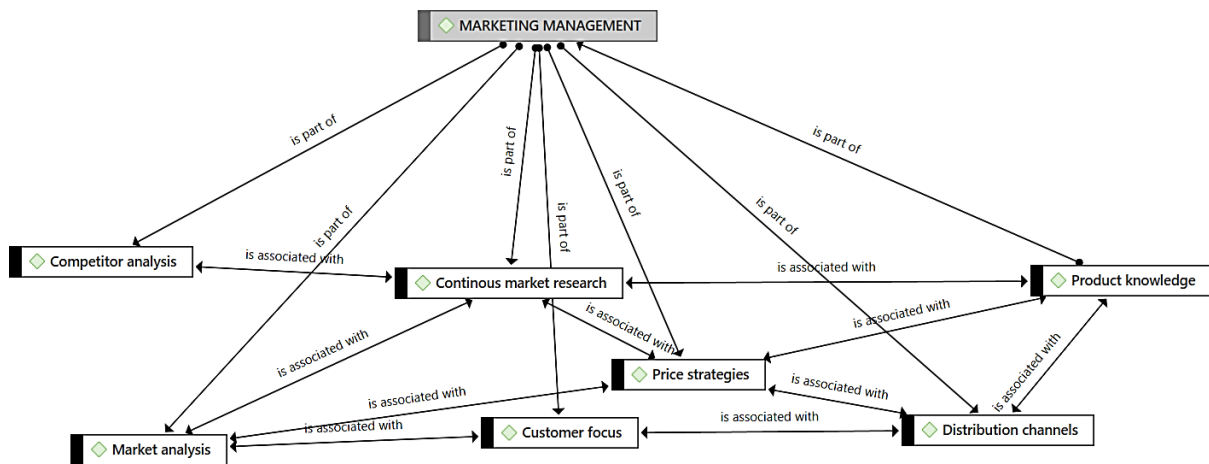 MARKETING MANAGEMENT
is part of
is part of
is part of
is part of
is part of
is part of
is part of
Competitor analysis
is associated with
Continous market research
is associated with
Product knowledge
is associated with
is associated with
is associated with
is associated with
Price strategies
is associated with
is associated with
is associated with
is associated with
Customer focus
Distribution channels
Market analysis